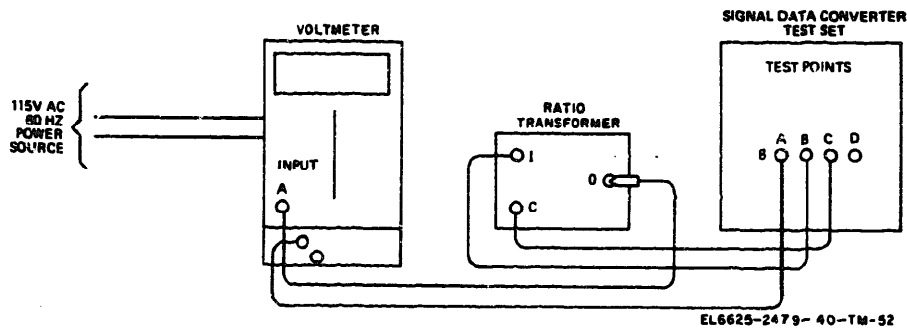 SIGNAL DATA CONVERTER
TEST SET
VOLTMETER
TEST POINTS
115V AC
60 HZ
POWER
SOURCE
RATIO
TRANSFORMER
INPUT
A
I
O
C
A B C D
B
EL6625-2479-40-TM-52